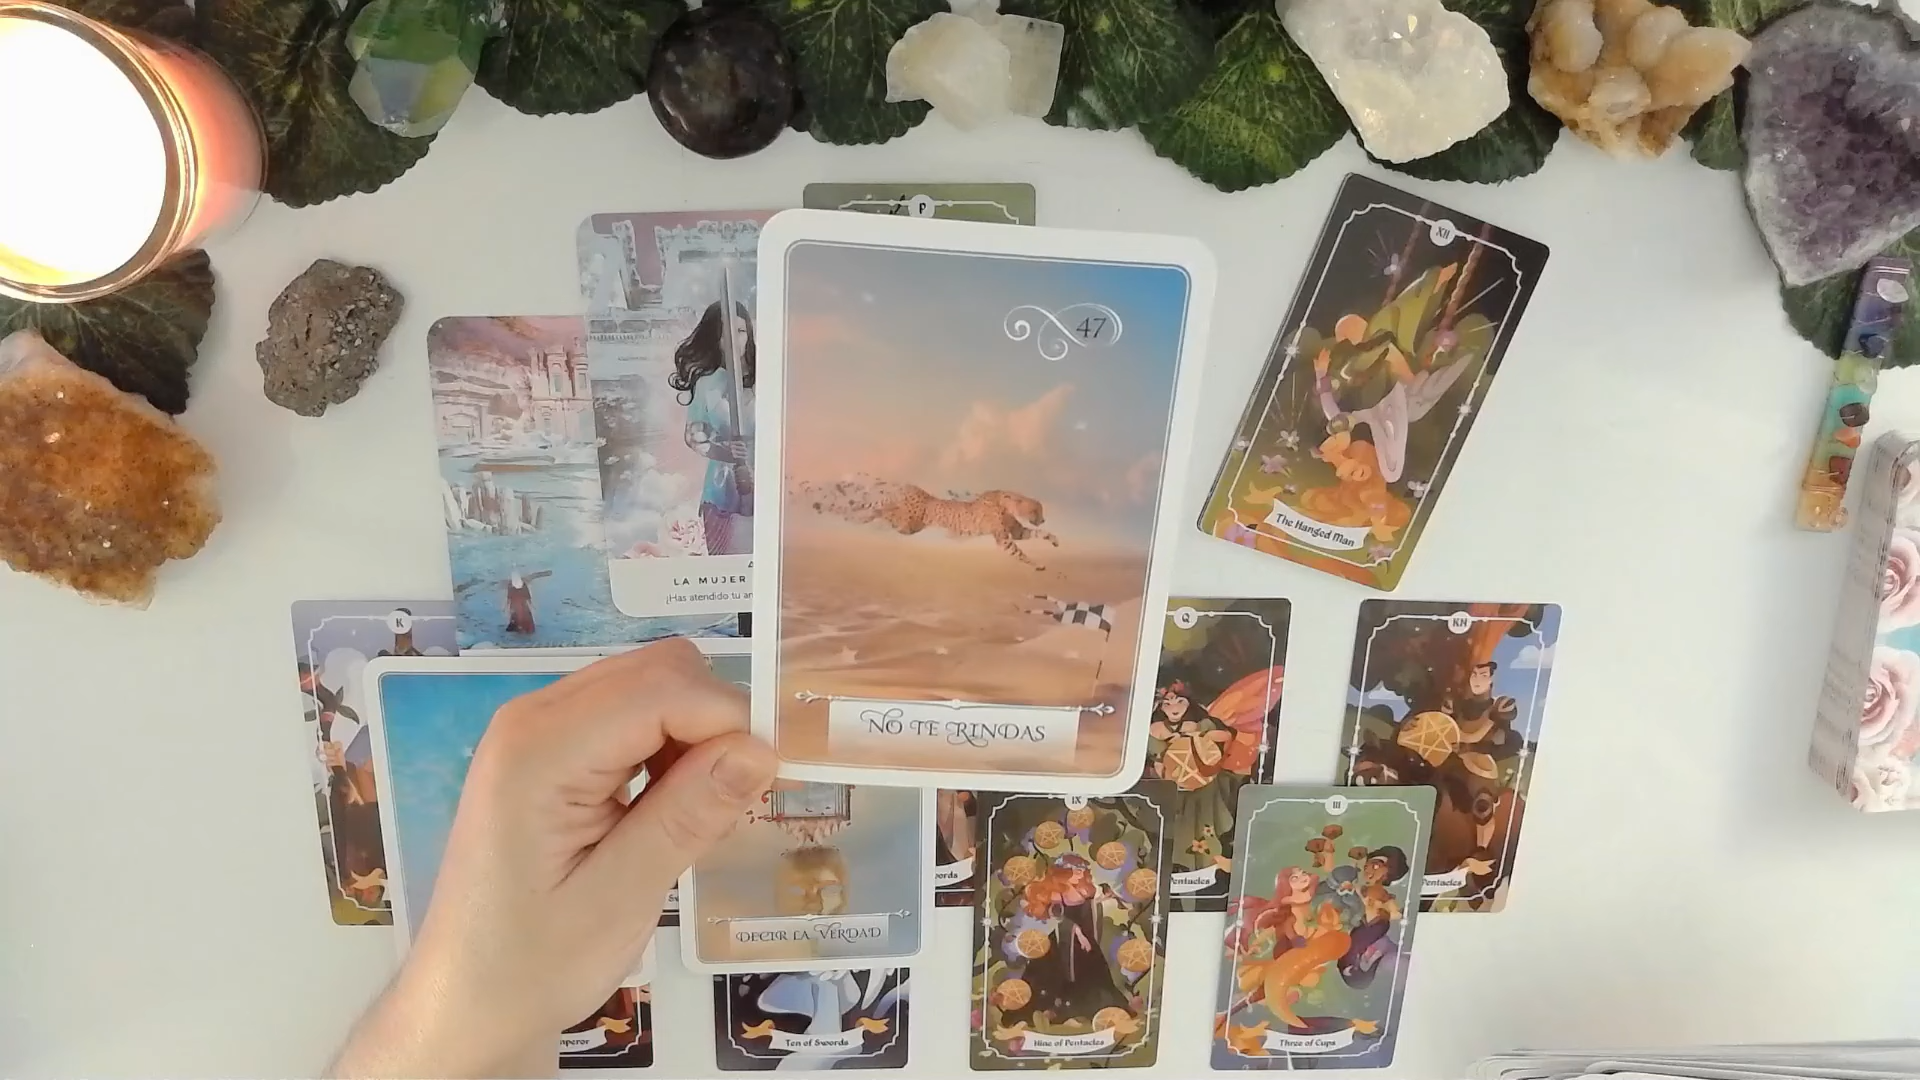 P
XII
47
The Hanged Man
LA MUJER
¿Has atendido tu
K
Q
KN
NO TE RINDAS
IX
III
Pentacles
Pentacles
DECIR LA VERDAD
Ten of Swords
Nine of Pentacles
Three of Cups